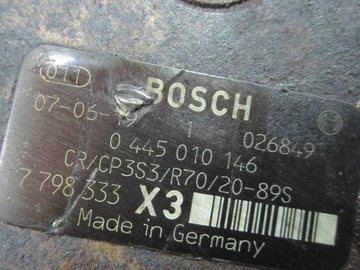 011 BOSCH
07-06-19 1 026849
0 445 010 146
CR/CP3S3/R70/20-89S
7 798 333 X3
Made in Germany